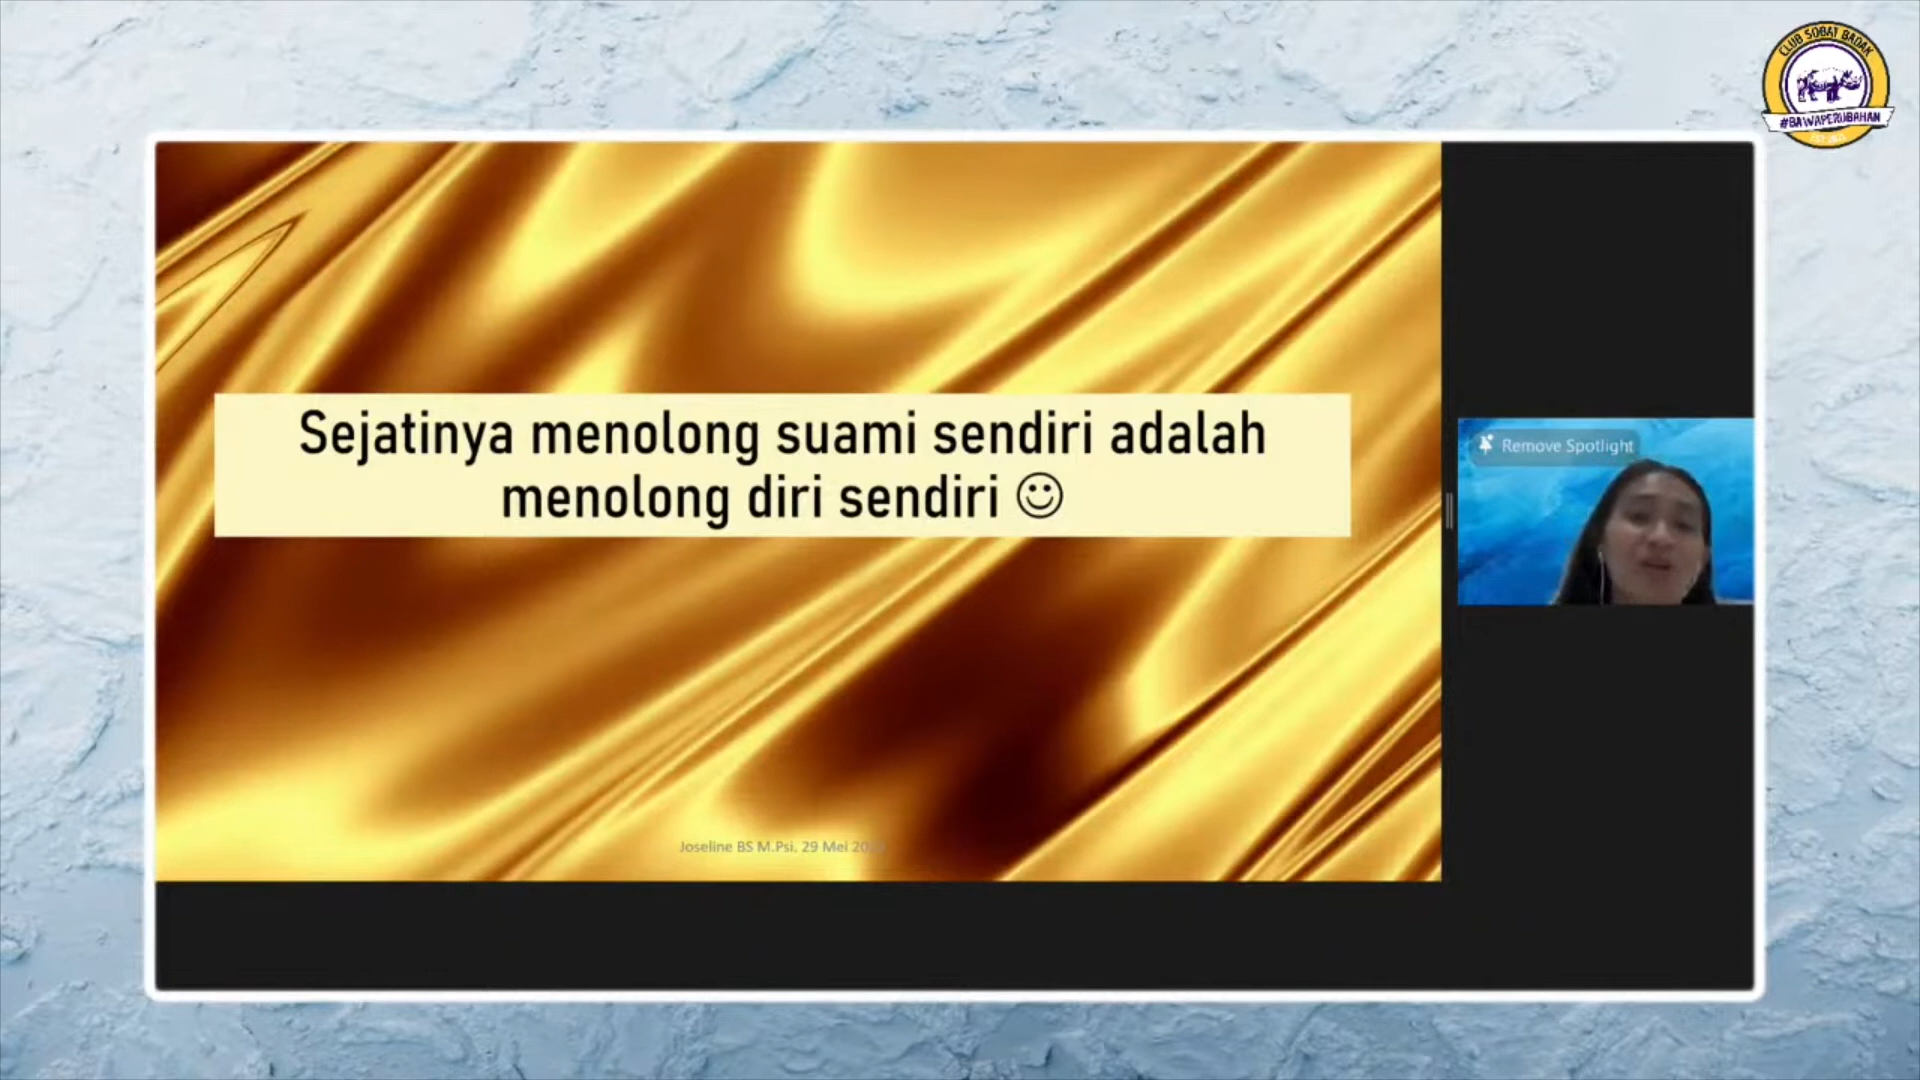 CLUB SOBAT BADAK
#BAWAPERUBAHAN
Remove Spotlight
Sejatinya menolong suami sendiri adalah
menolong diri sendiri ☺
Joseline BS M.Psi. 29 Mei